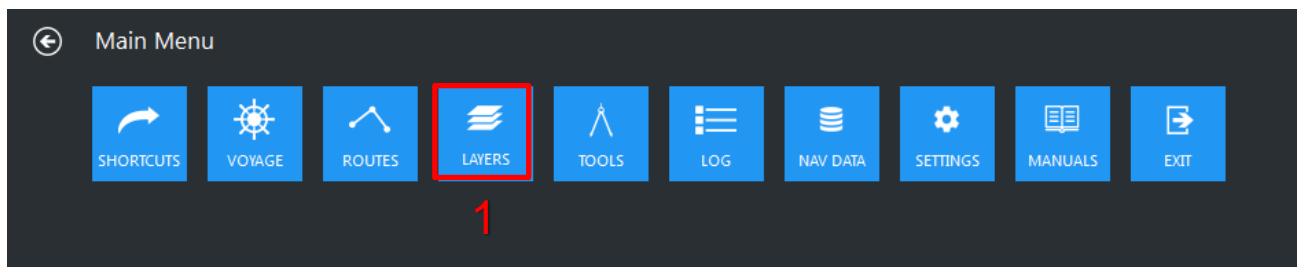 Main Menu
SHORTCUTS VOYAGE ROUTES LAYERS TOOLS LOG NAV DATA SETTINGS MANUALS EXIT
1